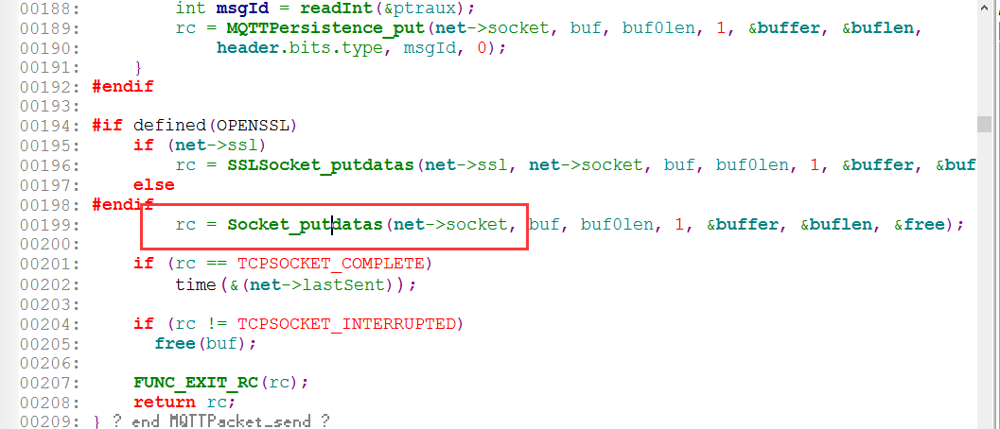 00188:         int msgId = readInt(&ptraux);
00189:         rc = MQTTPersistence_put(net->socket, buf, buf0len, 1, &buffer, &buflen,
00190:             header.bits.type, msgId, 0);
00191:     }
00192: #endif
00193:
00194: #if defined(OPENSSL)
00195:     if (net->ssl)
00196:         rc = SSLSocket_putdatas(net->ssl, net->socket, buf, buf0len, 1, &buffer, &buf
00197:     else
00198: #endif
00199:         rc = Socket_putdatas(net->socket, buf, buf0len, 1, &buffer, &buflen, &free);
00200:
00201:     if (rc == TCPSOCKET_COMPLETE)
00202:         time(&(net->lastSent));
00203:
00204:     if (rc != TCPSOCKET_INTERRUPTED)
00205:       free(buf);
00206:
00207:     FUNC_EXIT_RC(rc);
00208:     return rc;
00209: } ? end MQTTPacket_send ?